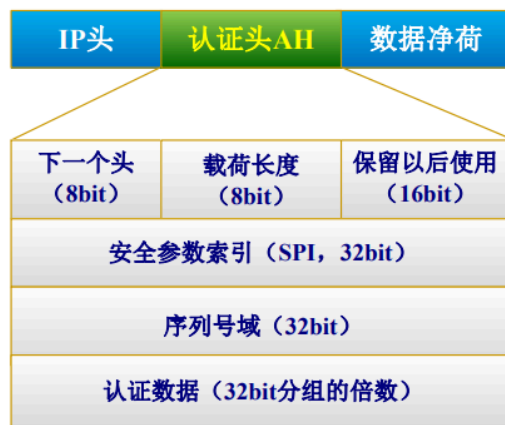 IP头 认证头AH 数据净荷
下一个头 载荷长度 保留以后使用
（8bit） （8bit） （16bit）
安全参数索引（SPI，32bit）
序列号域（32bit）
认证数据（32bit分组的倍数）